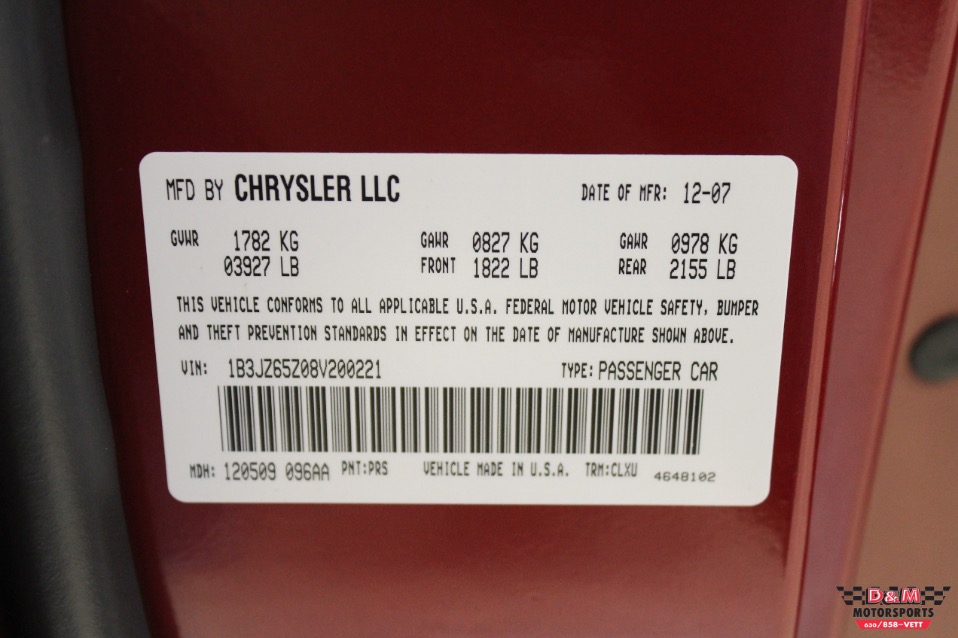 MFD BY CHRYSLER LLC DATE OF MFR: 12-07
GVWR 1782 KG GAWR 0827 KG GAWR 0978 KG
03927 LB FRONT 1822 LB REAR 2155 LB
THIS VEHICLE CONFORMS TO ALL APPLICABLE U.S.A. FEDERAL MOTOR VEHICLE SAFETY, BUMPER
AND THEFT PREVENTION STANDARDS IN EFFECT ON THE DATE OF MANUFACTURE SHOWN ABOVE.
VIN: 1B3JZ65Z08V200221 TYPE: PASSENGER CAR
MDH: 120509 096AA PNT:PRS VEHICLE MADE IN U.S.A. TRM:CLXU 4648102
D&M
MOTORSPORTS
630/858-VETT